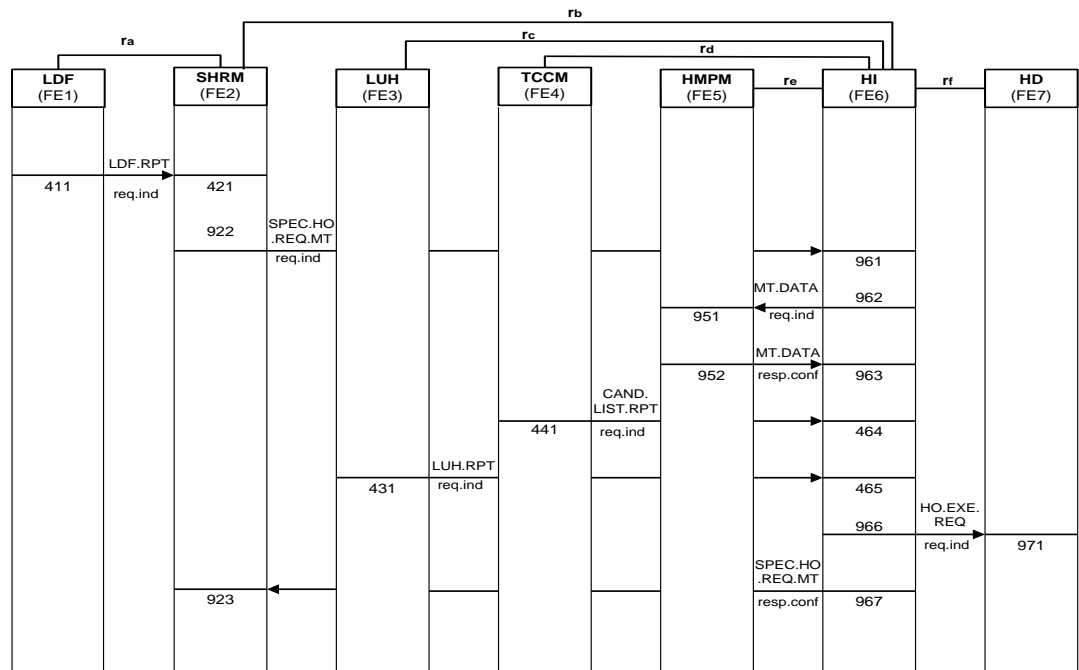 rb
rc
ra
rd
LDF
(FE1)
SHRM
(FE2)
LUH
(FE3)
TCCM
(FE4)
HMPM
(FE5)
re
HI
(FE6)
rf
HD
(FE7)
LDF.RPT
411
req.ind
421
922
SPEC.HO
.REQ.MT
req.ind
961
MT.DATA
962
951
req.ind
MT.DATA
952
resp.conf
963
CAND.
LIST.RPT
441
req.ind
464
LUH.RPT
431
req.ind
465
HO.EXE.
REQ
966
req.ind
971
SPEC.HO
.REQ.MT
923
resp.conf
967